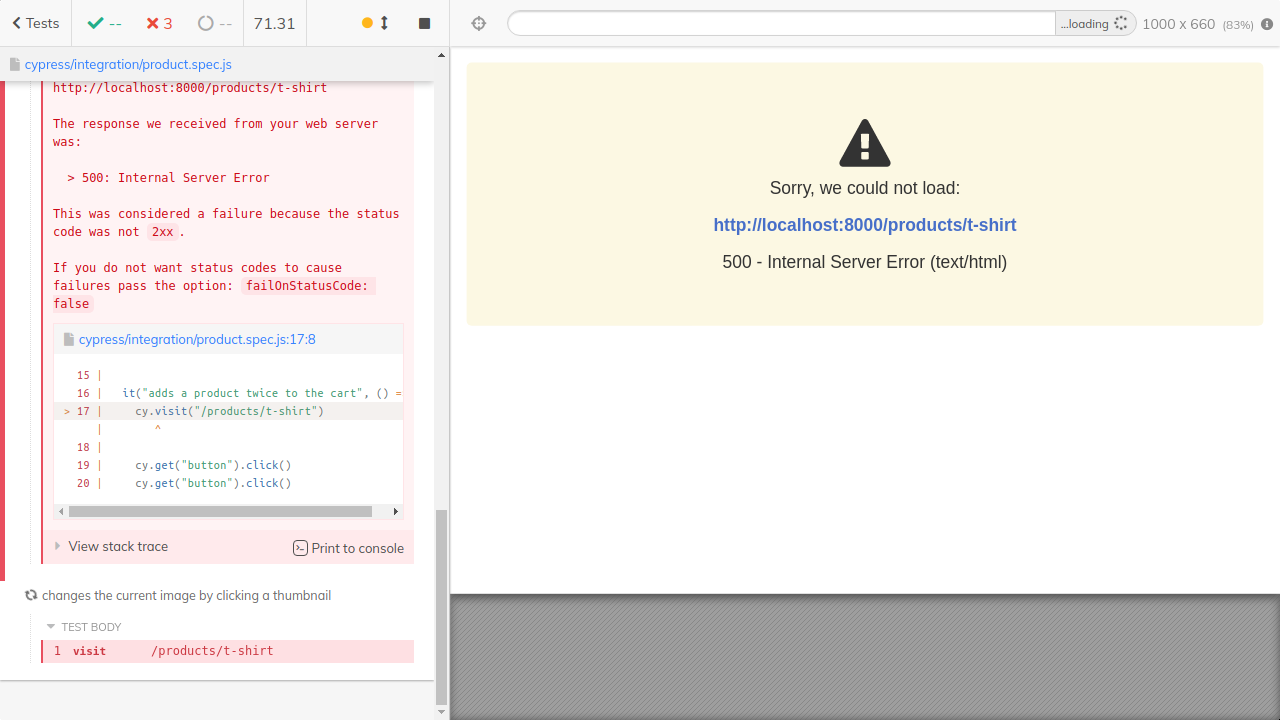 Tests
--
3
--
71.31
...loading
1000 x 660 (83%)
cypress/integration/product.spec.js
http://localhost:8000/products/t-shirt
The response we received from your web server
was:
> 500: Internal Server Error
This was considered a failure because the status
code was not 2xx.
If you do not want status codes to cause
failures pass the option: failOnStatusCode:
false
cypress/integration/product.spec.js:17:8
15 |
16 | it("adds a product twice to the cart", () =
> 17 | cy.visit("/products/t-shirt")
| ^
18 |
19 | cy.get("button").click()
20 | cy.get("button").click()
View stack trace
Print to console
changes the current image by clicking a thumbnail
TEST BODY
1 visit /products/t-shirt
Sorry, we could not load:
http://localhost:8000/products/t-shirt
500 - Internal Server Error (text/html)